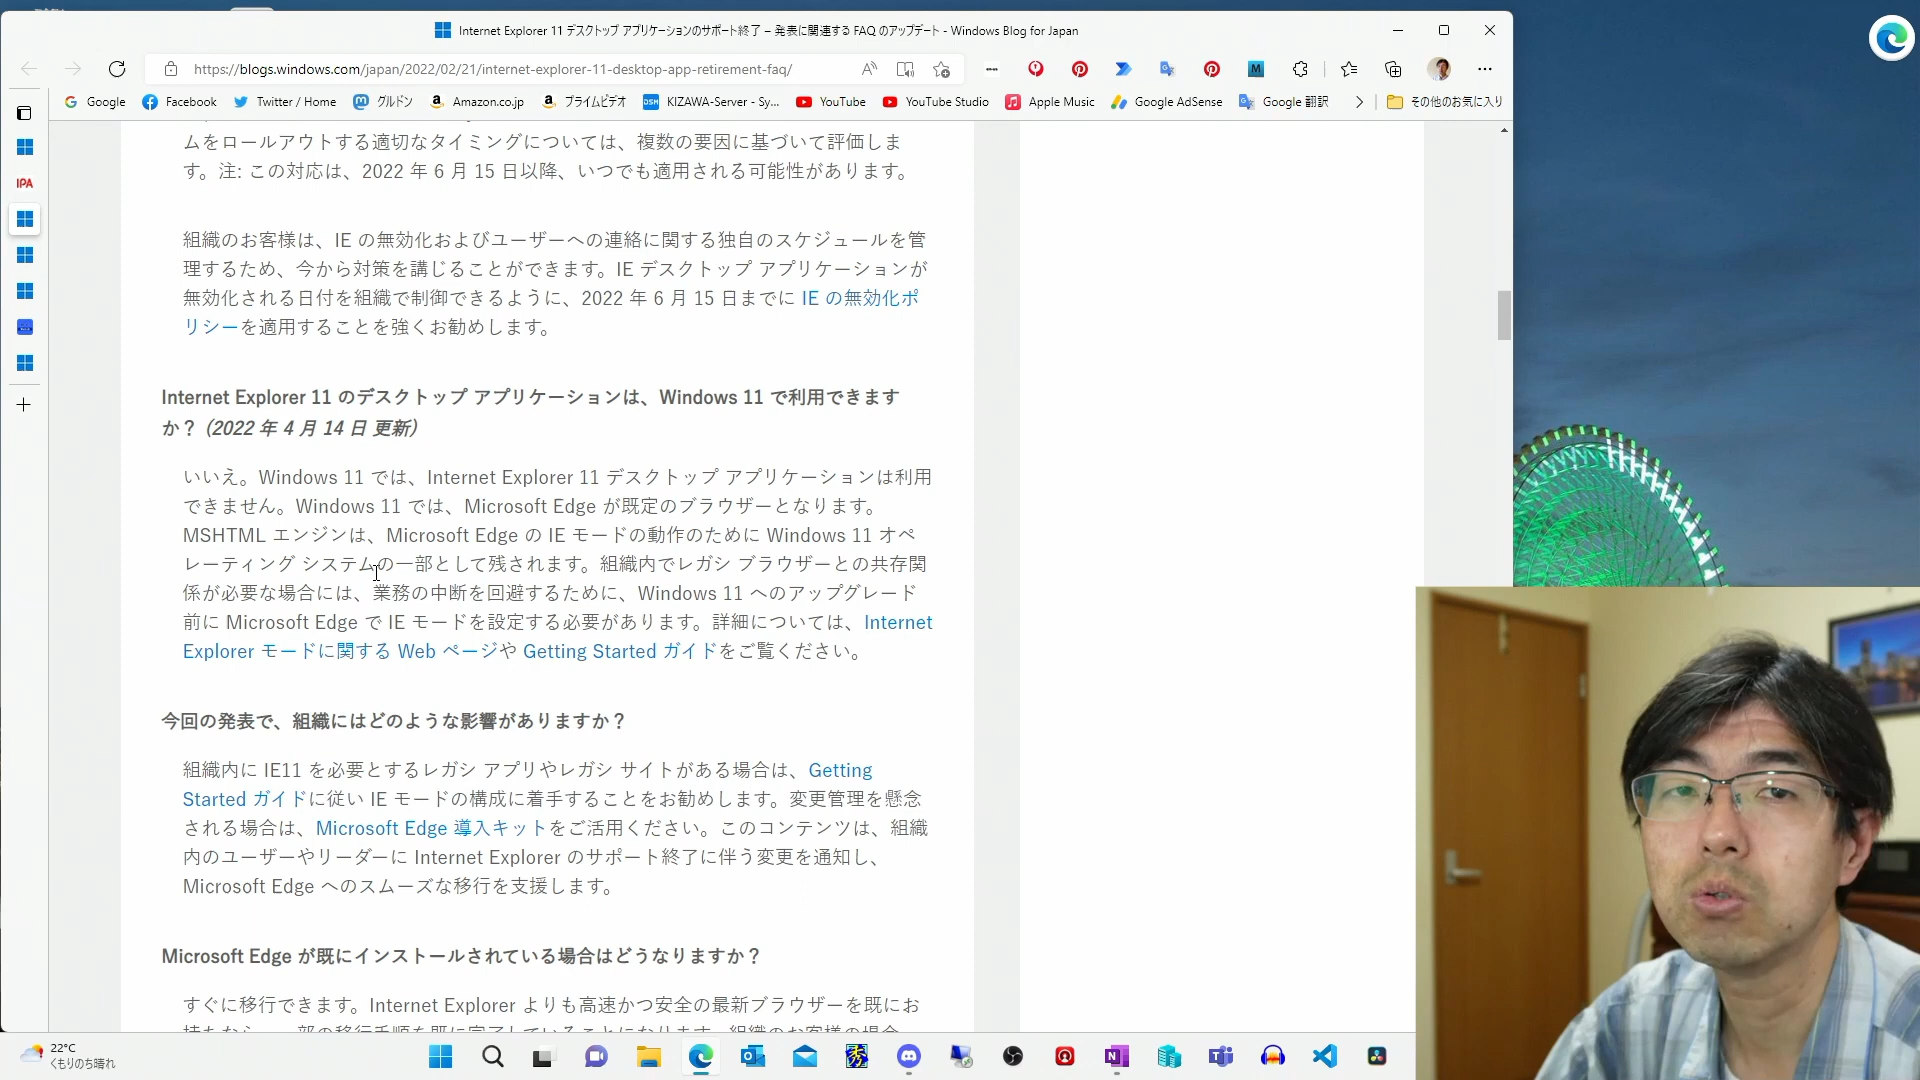 Internet Explorer 11 デスクトップ アプリケーションのサポート終了 – 発表に関連する FAQ のアップデート - Windows Blog for Japan
https://blogs.windows.com/japan/2022/02/21/internet-explorer-11-desktop-app-retirement-faq/
Google Facebook Twitter / Home グルドン Amazon.co.jp プライムビデオ KIZAWA-Server - Sy... YouTube YouTube Studio Apple Music Google AdSense Google 翻訳 その他のお気に入り
IPA
ムをロールアウトする適切なタイミングについては、複数の要因に基づいて評価しま
す。注: この対応は、2022 年 6 月 15 日以降、いつでも適用される可能性があります。
組織のお客様は、IE の無効化およびユーザーへの連絡に関する独自のスケジュールを管
理するため、今から対策を講じることができます。IE デスクトップ アプリケーションが
無効化される日付を組織で制御できるように、2022 年 6 月 15 日までに IE の無効化ポ
リシーを適用することを強くお勧めします。
Internet Explorer 11 のデスクトップ アプリケーションは、Windows 11 で利用できます
か？ (2022 年 4 月 14 日 更新)
いいえ。Windows 11 では、Internet Explorer 11 デスクトップ アプリケーションは利用
できません。Windows 11 では、Microsoft Edge が既定のブラウザーとなります。
MSHTML エンジンは、Microsoft Edge の IE モードの動作のために Windows 11 オペ
レーティング システムの一部として残されます。組織内でレガシ ブラウザーとの共存関
係が必要な場合には、業務の中断を回避するために、Windows 11 へのアップグレード
前に Microsoft Edge で IE モードを設定する必要があります。詳細については、Internet
Explorer モードに関する Web ページや Getting Started ガイドをご覧ください。
今回の発表で、組織にはどのような影響がありますか？
組織内に IE11 を必要とするレガシ アプリやレガシ サイトがある場合は、Getting
Started ガイドに従い IE モードの構成に着手することをお勧めします。変更管理を懸念
される場合は、Microsoft Edge 導入キットをご活用ください。このコンテンツは、組織
内のユーザーやリーダーに Internet Explorer のサポート終了に伴う変更を通知し、
Microsoft Edge へのスムーズな移行を支援します。
Microsoft Edge が既にインストールされている場合はどうなりますか？
すぐに移行できます。Internet Explorer よりも高速かつ安全の最新ブラウザーを既にお
22°C
くもりのち晴れ